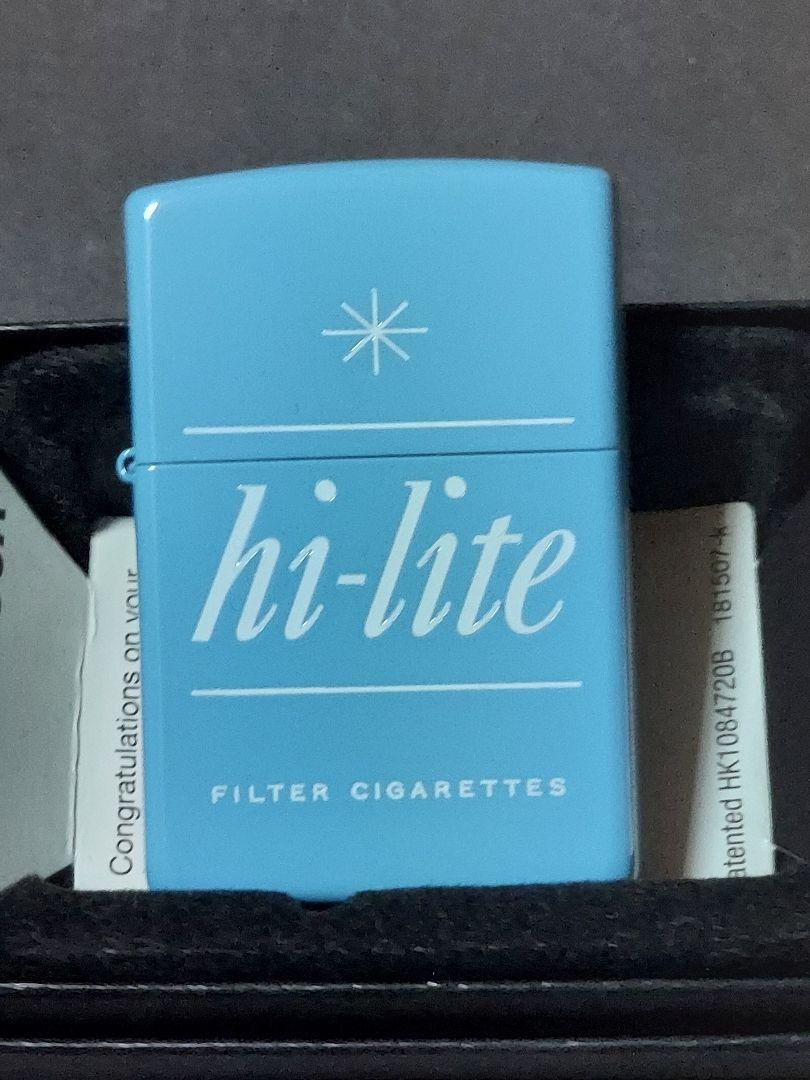 hi-lite
FILTER CIGARETTES
Congratulations on your
atented HK1084720B 181507-k